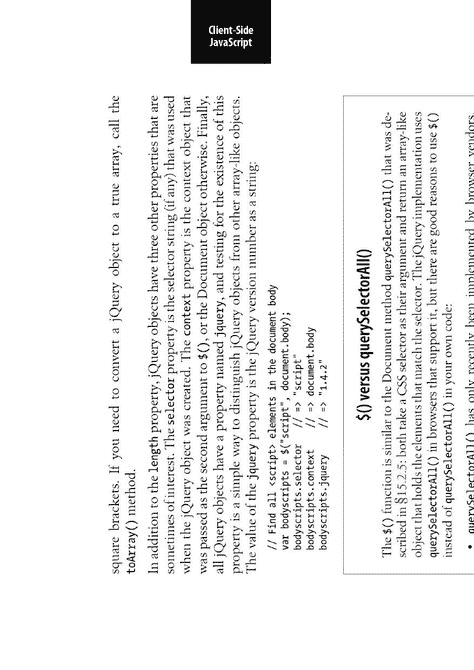 Client-Side
JavaScript
square brackets. If you need to convert a jQuery object to a true array, call the
toArray() method.
In addition to the length property, jQuery objects have three other properties that are
sometimes of interest. The selector property is the selector string (if any) that was used
when the jQuery object was created. The context property is the context object that
was passed as the second argument to $(), or the Document object otherwise. Finally,
all jQuery objects have a property named jquery, and testing for the existence of this
property is a simple way to distinguish jQuery objects from other array-like objects.
The value of the jquery property is the jQuery version number as a string:
// Find all <script> elements in the document body
var bodyscripts = $("script", document.body);
bodyscripts.selector // => "script"
bodyscripts.context // => document.body
bodyscripts.jquery // => "1.4.2"
$() versus querySelectorAll()
The $() function is similar to the Document method querySelectorAll() that was de-
scribed in §15.2.5: both take a CSS selector as their argument and return an array-like
object that holds the elements that match the selector. The jQuery implementation uses
querySelectorAll() in browsers that support it, but there are good reasons to use $()
instead of querySelectorAll() in your own code:
• querySelectorAll() has only recently been implemented by browser vendors.